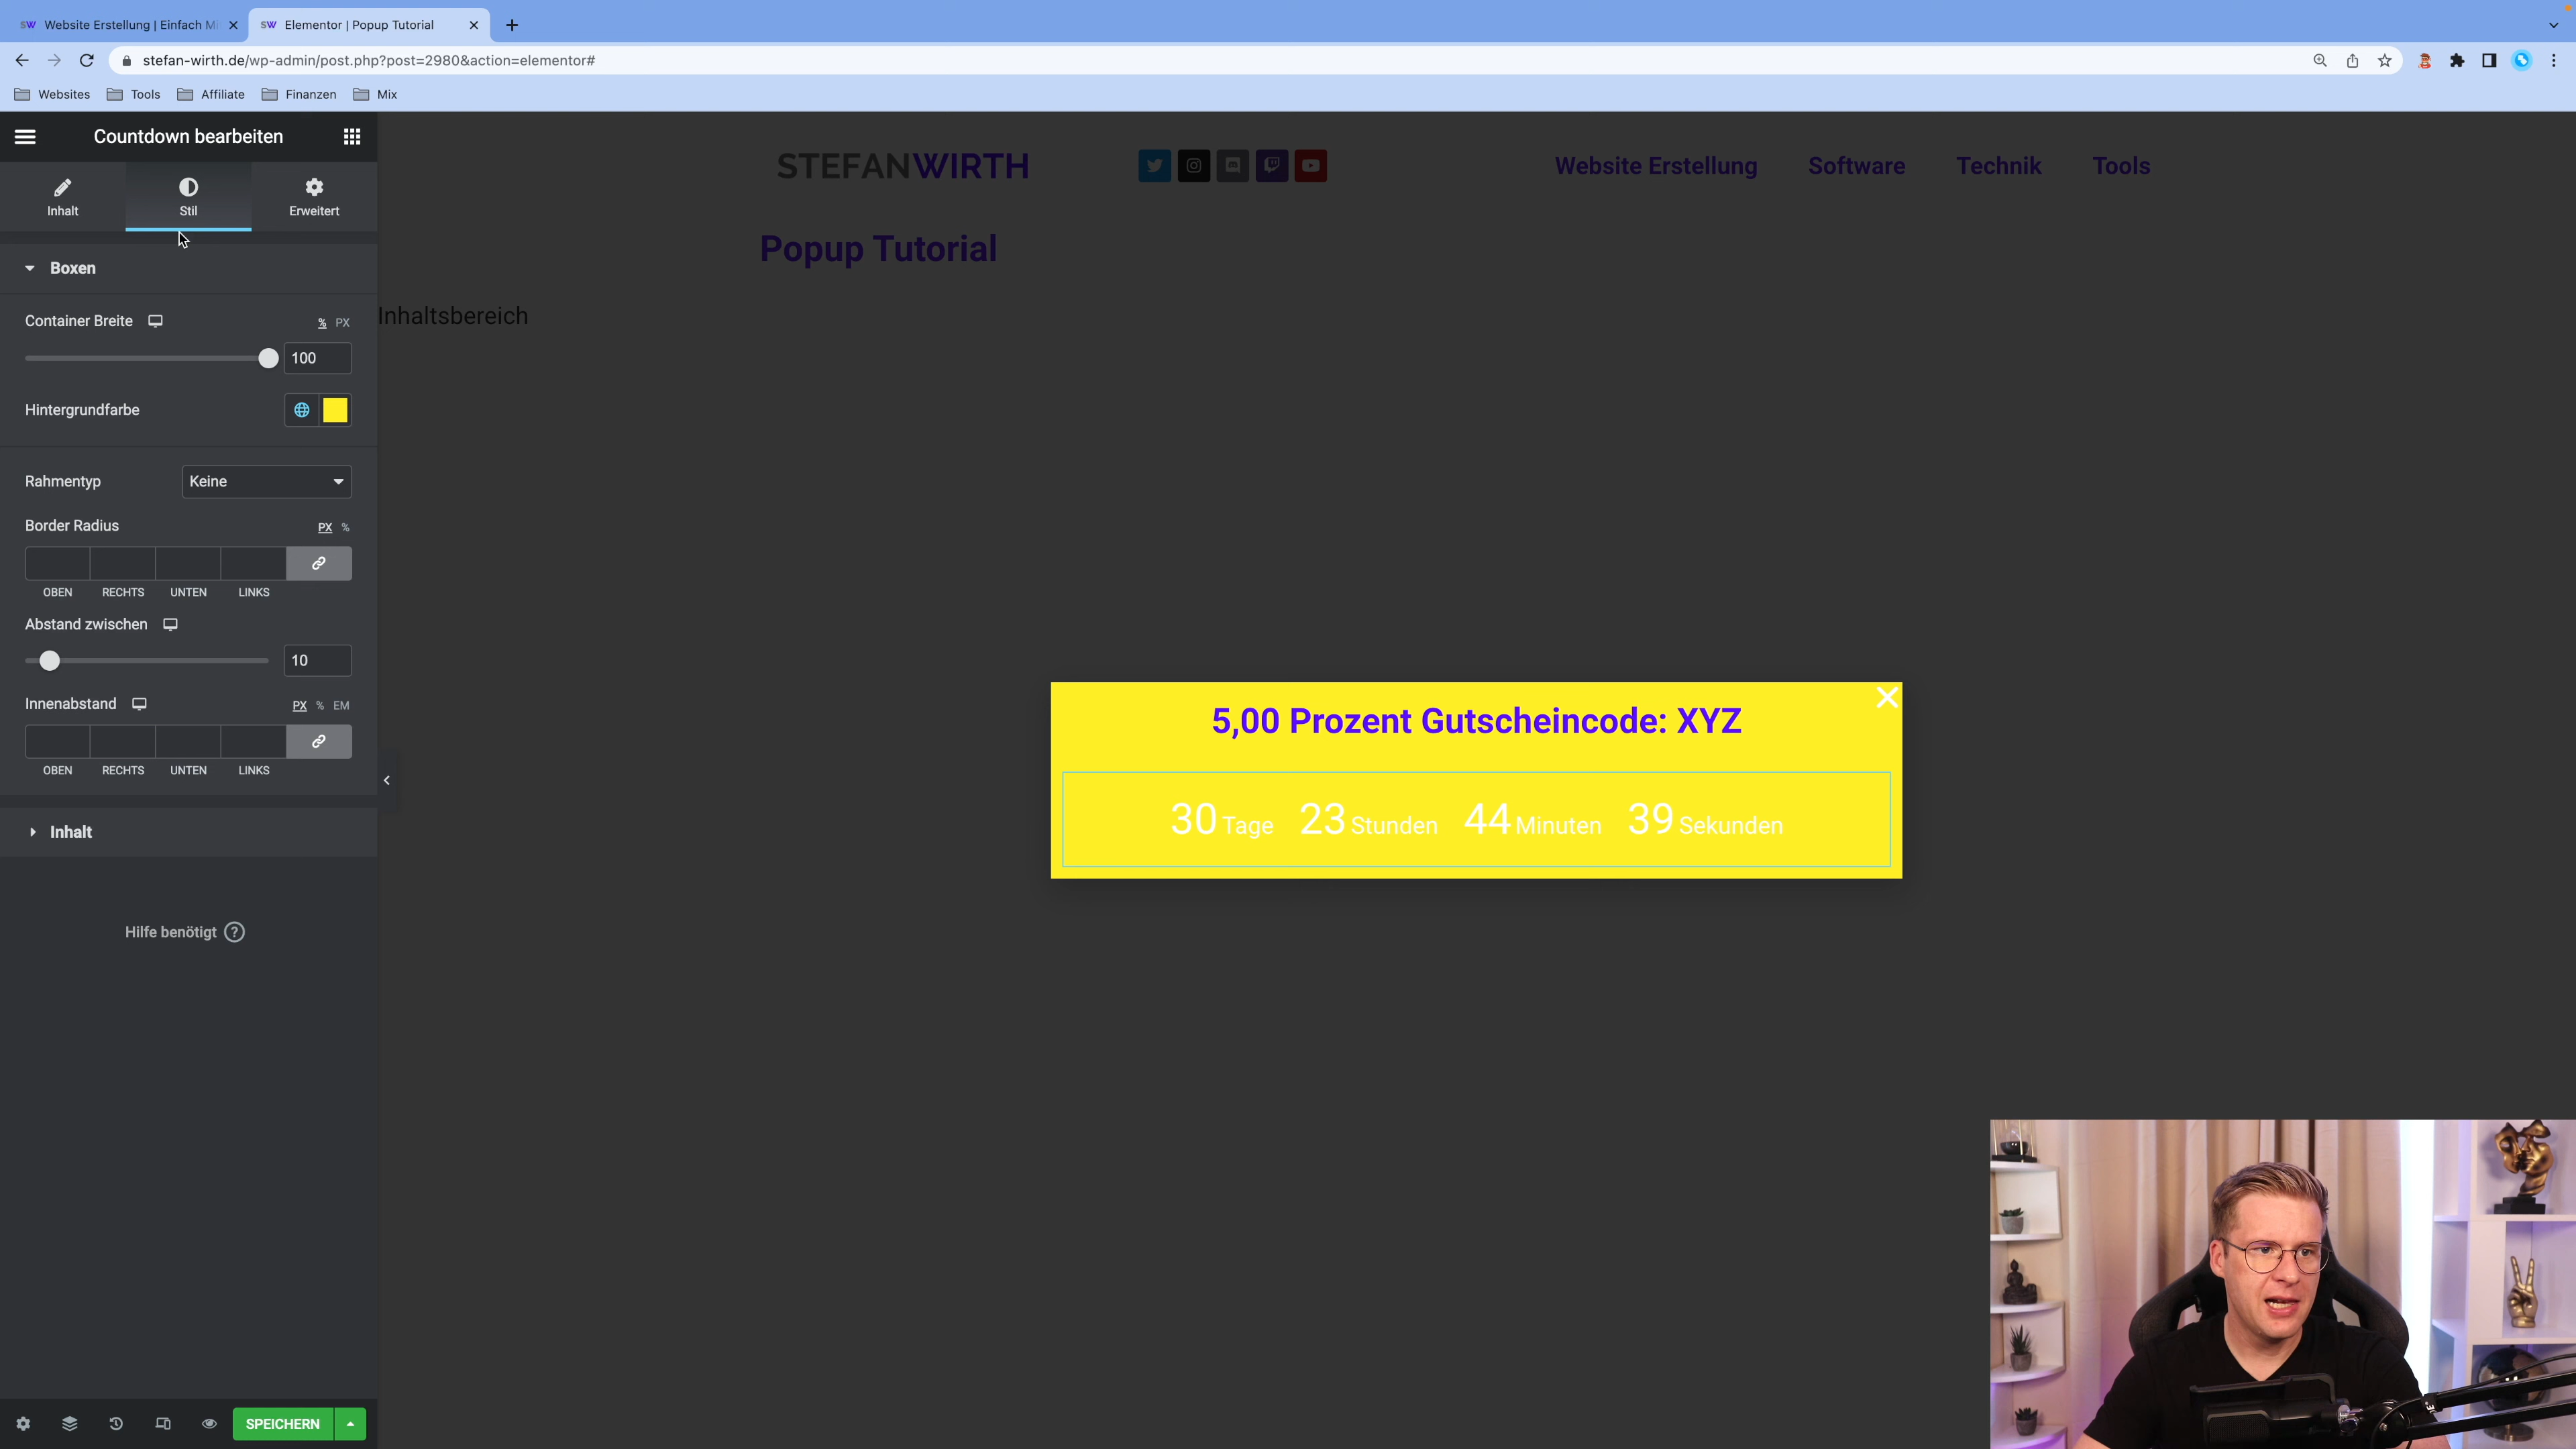 SW Website Erstellung | Einfach Mi
SW Elementor | Popup Tutorial
stefan-wirth.de/wp-admin/post.php?post=2980&action=elementor#
Websites Tools Affiliate Finanzen Mix
Countdown bearbeiten
Inhalt Stil Erweitert
Boxen
Container Breite % PX
100
Hintergrundfarbe
Rahmentyp Keine
Border Radius PX %
OBEN RECHTS UNTEN LINKS
Abstand zwischen
10
Innenabstand PX % EM
OBEN RECHTS UNTEN LINKS
Inhalt
Hilfe benötigt ?
SPEICHERN
STEFANWIRTH
Website Erstellung Software Technik Tools
Popup Tutorial
Inhaltsbereich
5,00 Prozent Gutscheincode: XYZ
30 Tage 23 Stunden 44 Minuten 39 Sekunden